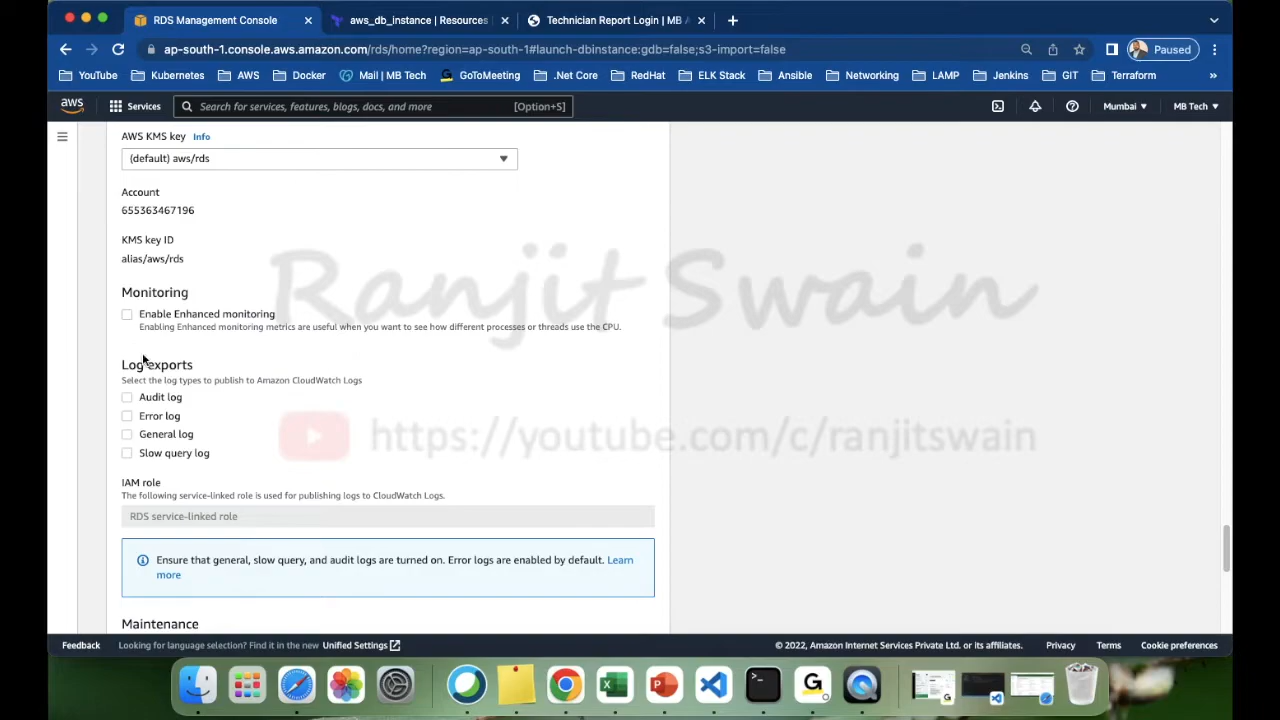 RDS Management Console
aws_db_instance | Resources
Technician Report Login | MB A
ap-south-1.console.aws.amazon.com/rds/home?region=ap-south-1#launch-dbinstance:gdb=false;s3-import=false
Paused
YouTube
Kubernetes
AWS
Docker
Mail | MB Tech
GoToMeeting
.Net Core
RedHat
ELK Stack
Ansible
Networking
LAMP
Jenkins
GIT
Terraform
»
aws
Services
Search for services, features, blogs, docs, and more
[Option+S]
Mumbai
MB Tech
AWS KMS key Info
(default) aws/rds
Account
655363467196
KMS key ID
alias/aws/rds
Ranjit Swain
Monitoring
Enable Enhanced monitoring
Enabling Enhanced monitoring metrics are useful when you want to see how different processes or threads use the CPU.
Log exports
Select the log types to publish to Amazon CloudWatch Logs
Audit log
Error log
General log
Slow query log
https://youtube.com/c/ranjitswain
IAM role
The following service-linked role is used for publishing logs to CloudWatch Logs.
RDS service-linked role
Ensure that general, slow query, and audit logs are turned on. Error logs are enabled by default. Learn
more
Maintenance
Feedback
Looking for language selection? Find it in the new Unified Settings
© 2022, Amazon Internet Services Private Ltd. or its affiliates.
Privacy
Terms
Cookie preferences